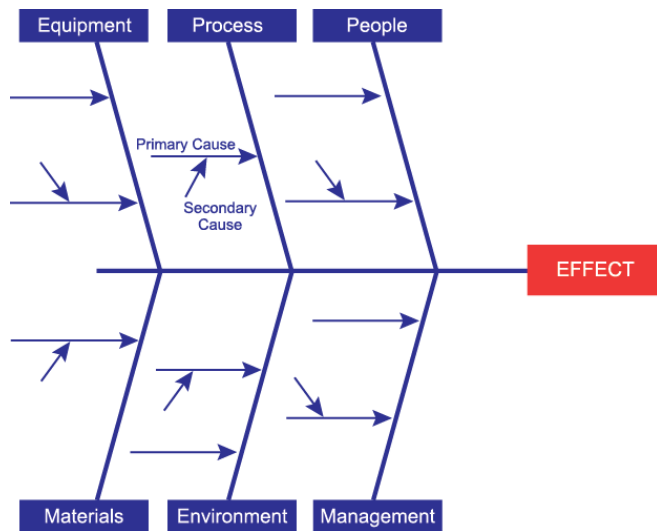 Equipment
Process
People
Primary Cause
Secondary
Cause
EFFECT
Materials
Environment
Management